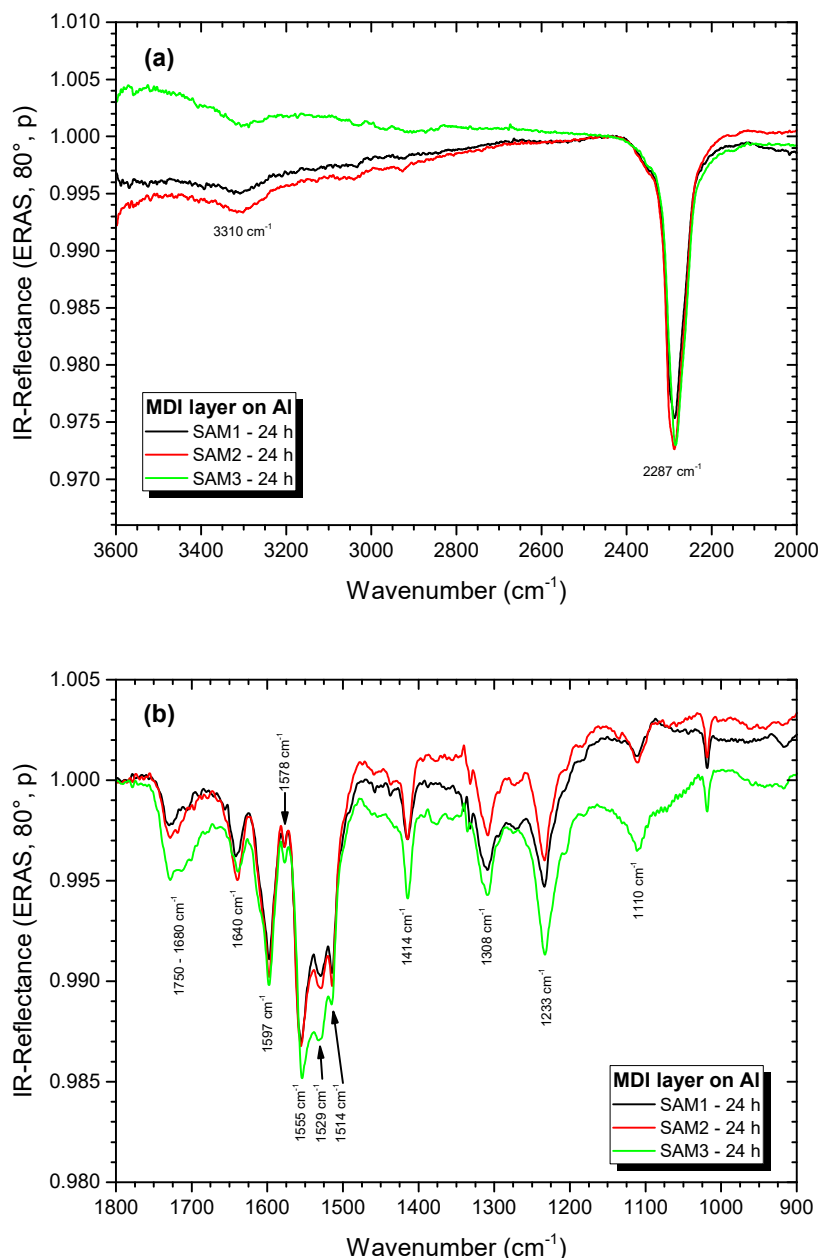 (a)
IR-Reflectance (ERAS, 80°, p)
1.010
1.005
1.000
0.995
0.990
0.985
0.980
0.975
0.970
3310 cm⁻¹
2287 cm⁻¹
MDI layer on Al
SAM1 - 24 h
SAM2 - 24 h
SAM3 - 24 h
3600 3400 3200 3000 2800 2600 2400 2200 2000
Wavenumber (cm⁻¹)
(b)
IR-Reflectance (ERAS, 80°, p)
1.005
1.000
0.995
0.990
0.985
0.980
1750 - 1680 cm⁻¹
1640 cm⁻¹
1597 cm⁻¹
1578 cm⁻¹
1555 cm⁻¹
1529 cm⁻¹
1514 cm⁻¹
1414 cm⁻¹
1308 cm⁻¹
1233 cm⁻¹
1110 cm⁻¹
MDI layer on Al
SAM1 - 24 h
SAM2 - 24 h
SAM3 - 24 h
1800 1700 1600 1500 1400 1300 1200 1100 1000 900
Wavenumber (cm⁻¹)